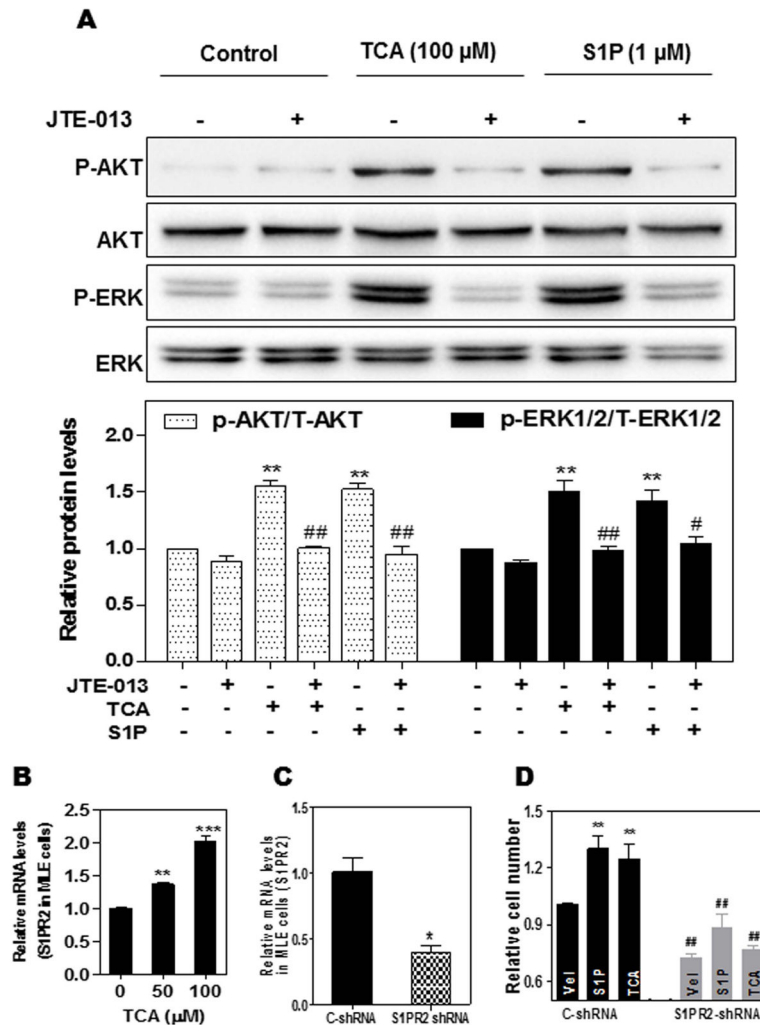 A
Control TCA (100 µM) S1P (1 µM)
JTE-013 - + - + - +
P-AKT
AKT
P-ERK
ERK
p-AKT/T-AKT p-ERK1/2/T-ERK1/2
Relative protein levels
2.0
1.5
1.0
0.5
0.0
** ** ** **
## ## ## #
JTE-013 - + - + - + - + - + - +
TCA - - + + - - - - + + - -
S1P - - - - + + - - - - + +
B
Relative mRNA levels
(S1PR2 in MLE cells)
2.5
2.0
1.5
1.0
0.5
0.0
** ***
0 50 100
TCA (µM)
C
Relative mRNA levels
in MLE cells (S1PR2)
1.5
1.0
0.5
0.0
*
C-shRNA S1PR2 shRNA
D
Relative cell number
1.5
1.2
0.9
0.6
** **
## ## ##
Vel S1P TCA Vel S1P TCA
C-shRNA S1PR2-shRNA